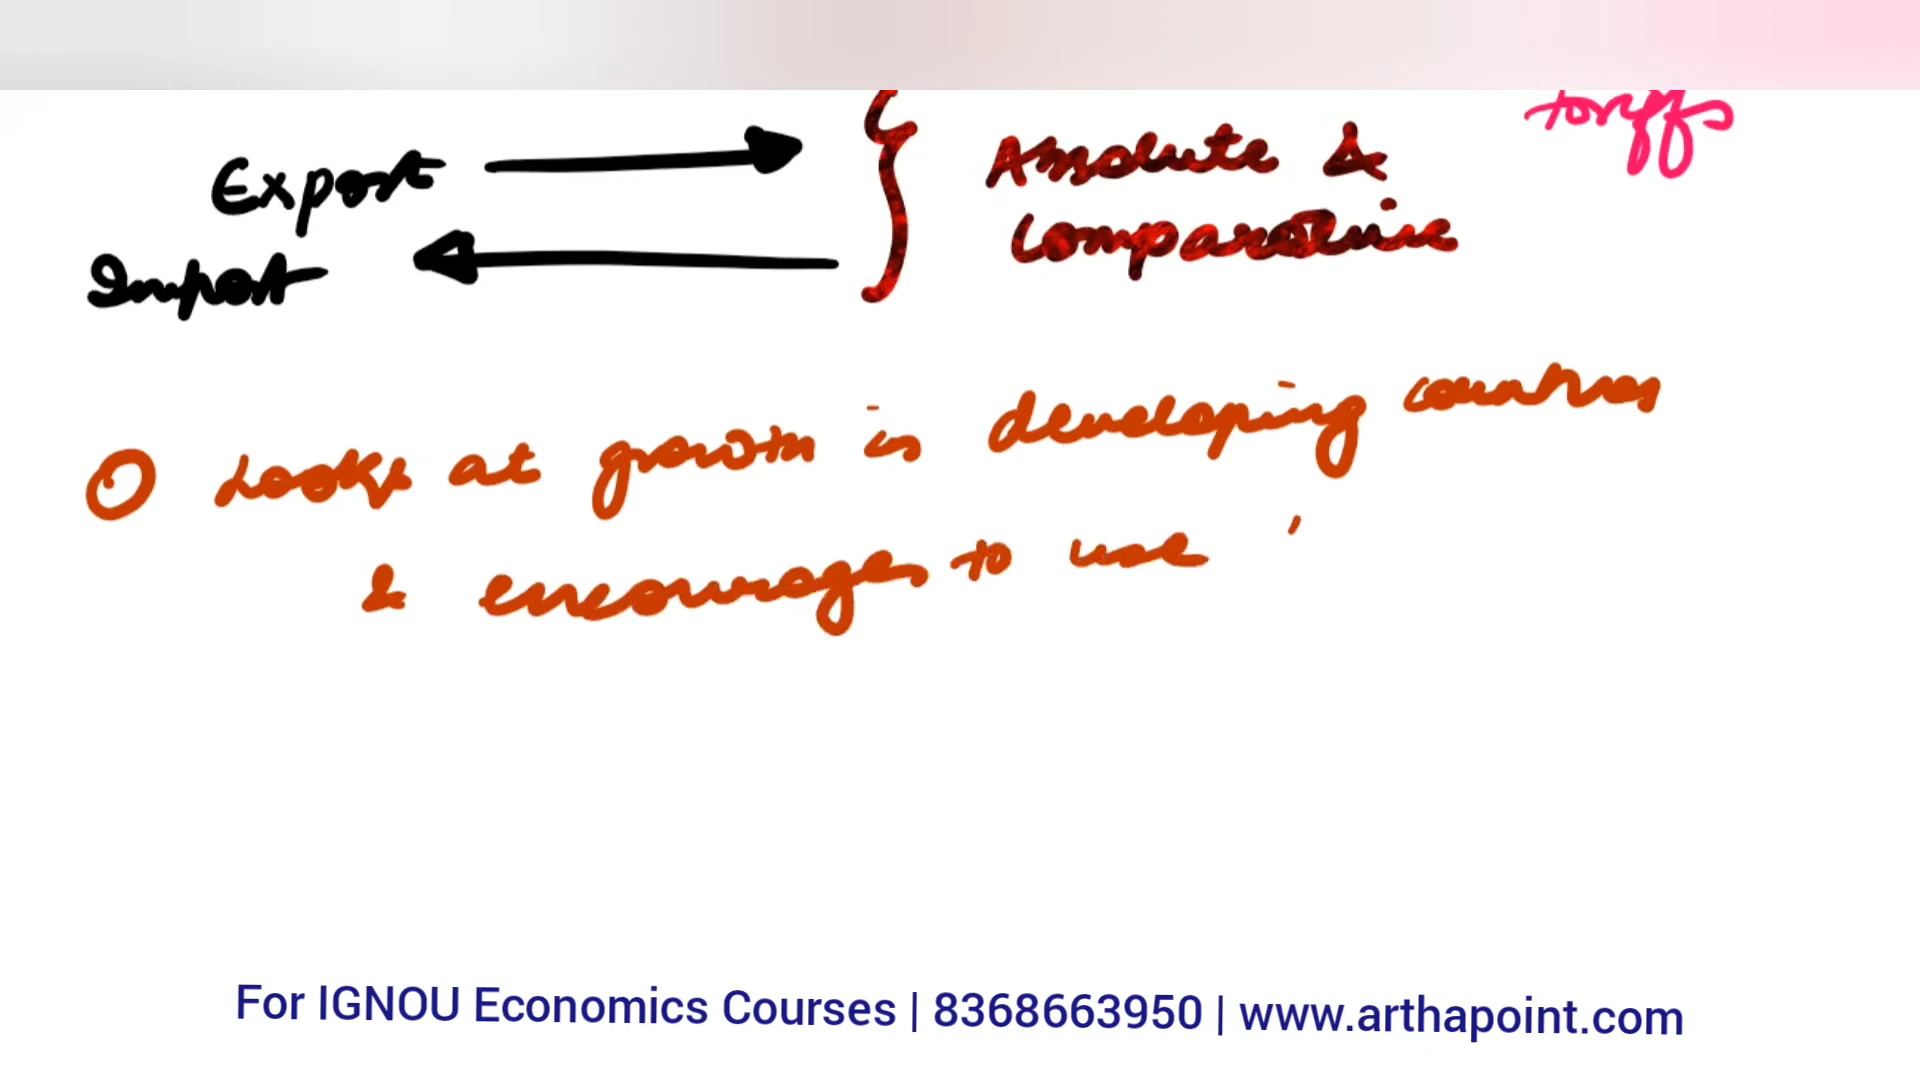 tariffs
Export
Absolute &
Comparative
Import
Looks at growth in developing countries
& encourages to use '
For IGNOU Economics Courses | 8368663950 | www.arthapoint.com